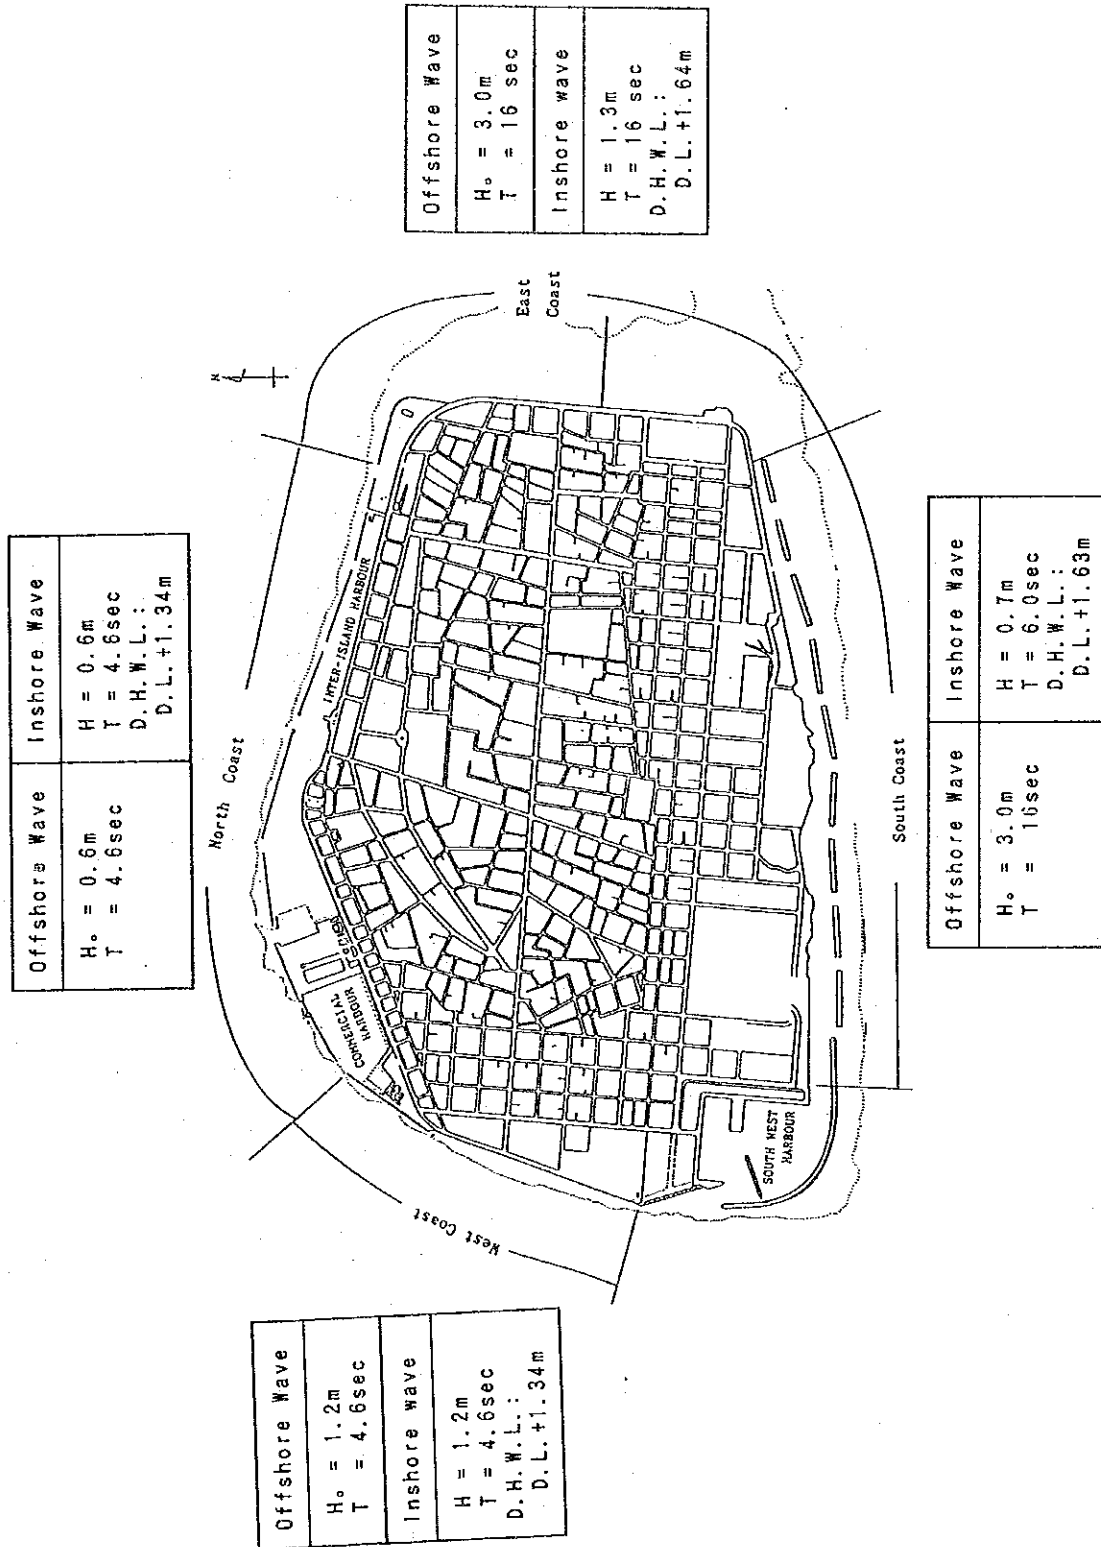 Offshore Wave
Inshore Wave
H₀ = 0.6m
T = 4.6sec
H = 0.6m
T = 4.6sec
D.H.W.L.:
D.L.+1.34m
Offshore Wave
H₀ = 1.2m
T = 4.6sec
Inshore wave
H = 1.2m
T = 4.6sec
D.H.W.L.:
D.L.+1.34m
Offshore Wave
H₀ = 3.0m
T = 16 sec
Inshore wave
H = 1.3m
T = 16 sec
D.H.W.L.:
D.L.+1.64m
Offshore Wave
Inshore Wave
H₀ = 3.0m
T = 16sec
H = 0.7m
T = 6.0sec
D.H.W.L.:
D.L.+1.63m
North Coast
East
Coast
South Coast
West Coast
N
COMMERCIAL
HARBOUR
INTER-ISLAND HARBOUR
SOUTH WEST
HARBOUR